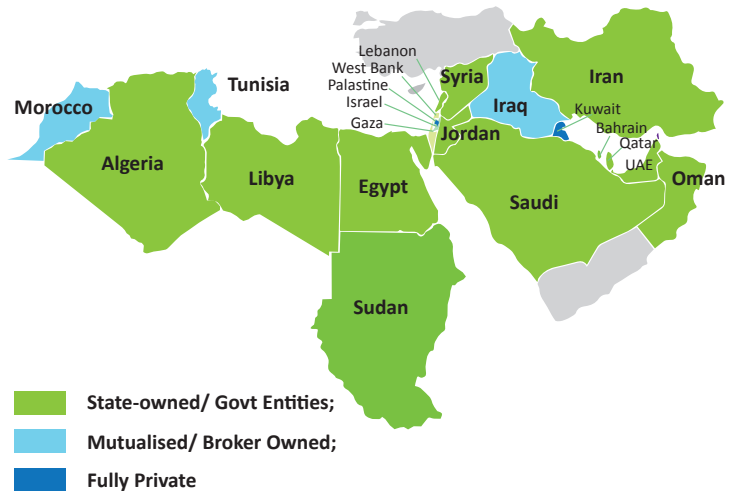 Lebanon
West Bank
Palastine
Israel
Gaza
Syria
Iran
Morocco
Tunisia
Iraq
Kuwait
Bahrain
Qatar
UAE
Jordan
Algeria
Libya
Egypt
Saudi
Oman
Sudan
State-owned/ Govt Entities;
Mutualised/ Broker Owned;
Fully Private